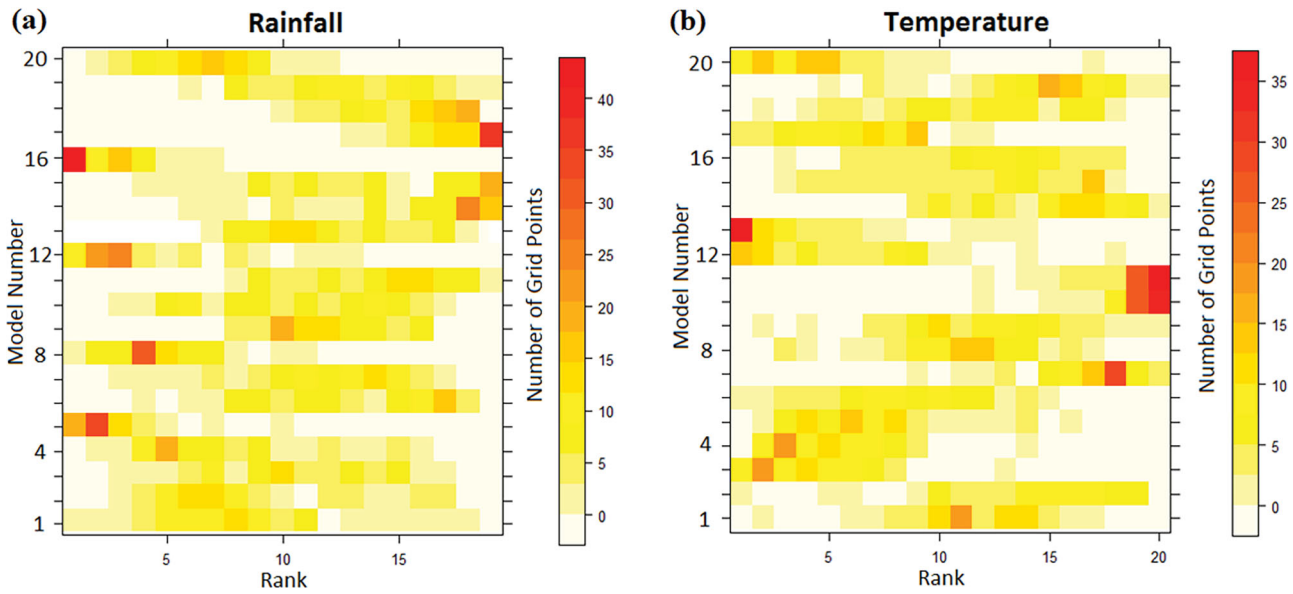 (a) Rainfall
Model Number
20
16
12
8
4
1
5 10 15
Rank
Number of Grid Points
40
35
30
25
20
15
10
5
0
(b) Temperature
Model Number
20
16
12
8
4
1
5 10 15 20
Rank
Number of Grid Points
35
30
25
20
15
10
5
0